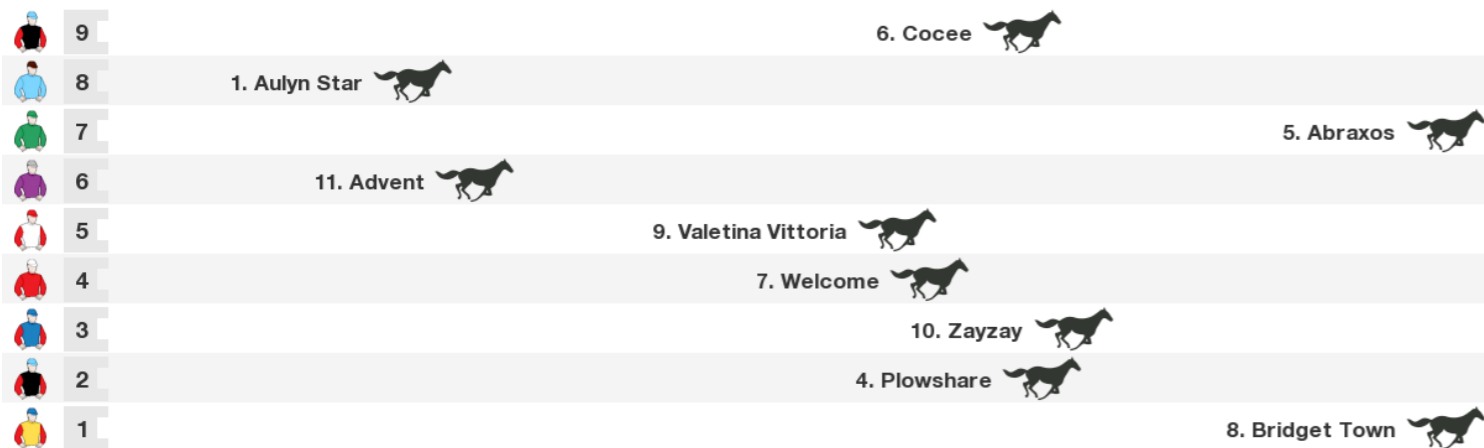 9 6. Cocee
8 1. Aulyn Star
7 5. Abraxos
6 11. Advent
5 9. Valetina Vittoria
4 7. Welcome
3 10. Zayzay
2 4. Plowshare
1 8. Bridget Town